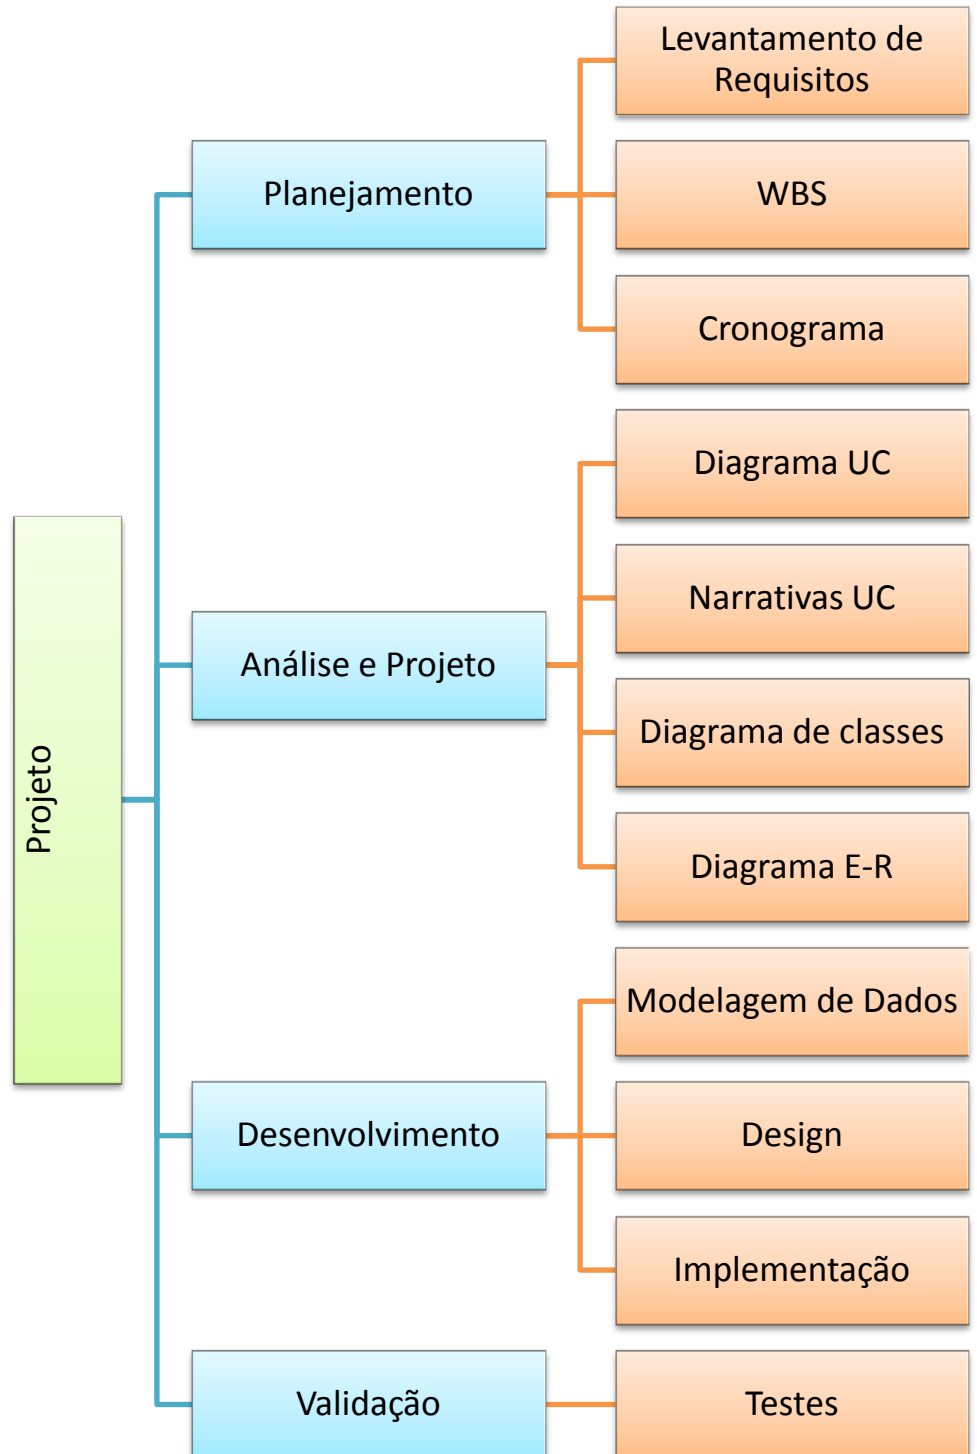 Projeto
Planejamento
Levantamento de
Requisitos
WBS
Cronograma
Análise e Projeto
Diagrama UC
Narrativas UC
Diagrama de classes
Diagrama E-R
Desenvolvimento
Modelagem de Dados
Design
Implementação
Validação
Testes